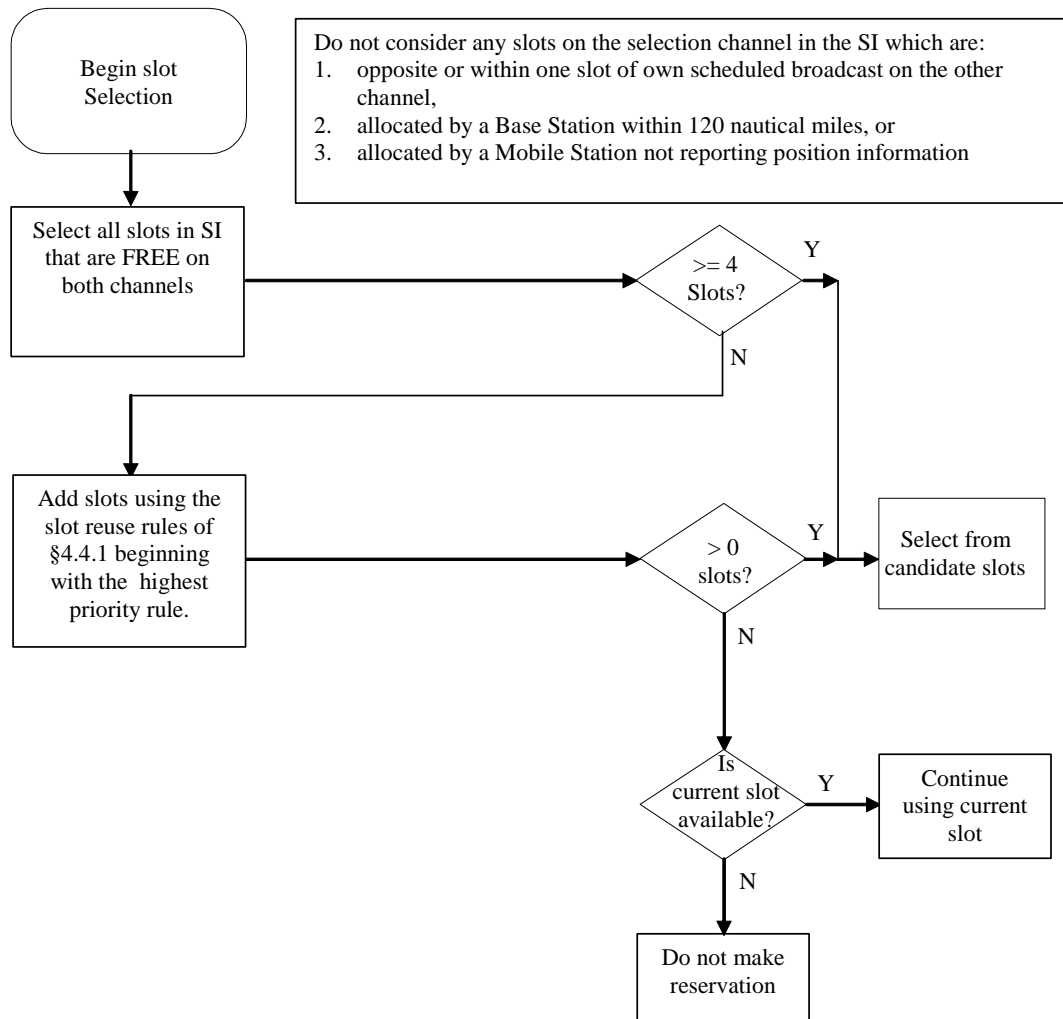 Begin slot
Selection
Do not consider any slots on the selection channel in the SI which are:
1. opposite or within one slot of own scheduled broadcast on the other
channel,
2. allocated by a Base Station within 120 nautical miles, or
3. allocated by a Mobile Station not reporting position information
Select all slots in SI
that are FREE on
both channels
>= 4
Slots?
Y
N
Add slots using the
slot reuse rules of
§4.4.1 beginning
with the highest
priority rule.
> 0
slots?
Y
N
Select from
candidate slots
Is
current slot
available?
Y
N
Continue
using current
slot
Do not make
reservation